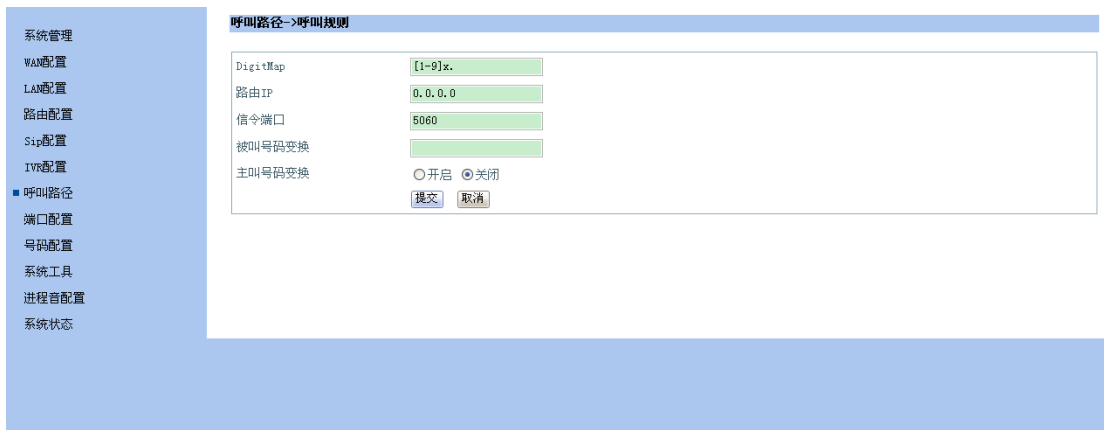 呼叫路径->呼叫规则
系统管理
WAN配置
LAN配置
路由配置
Sip配置
IVR配置
呼叫路径
端口配置
号码配置
系统工具
进程音配置
系统状态
DigitMap [1-9]x.
路由IP 0.0.0.0
信令端口 5060
被叫号码变换
主叫号码变换 开启 关闭
提交 取消